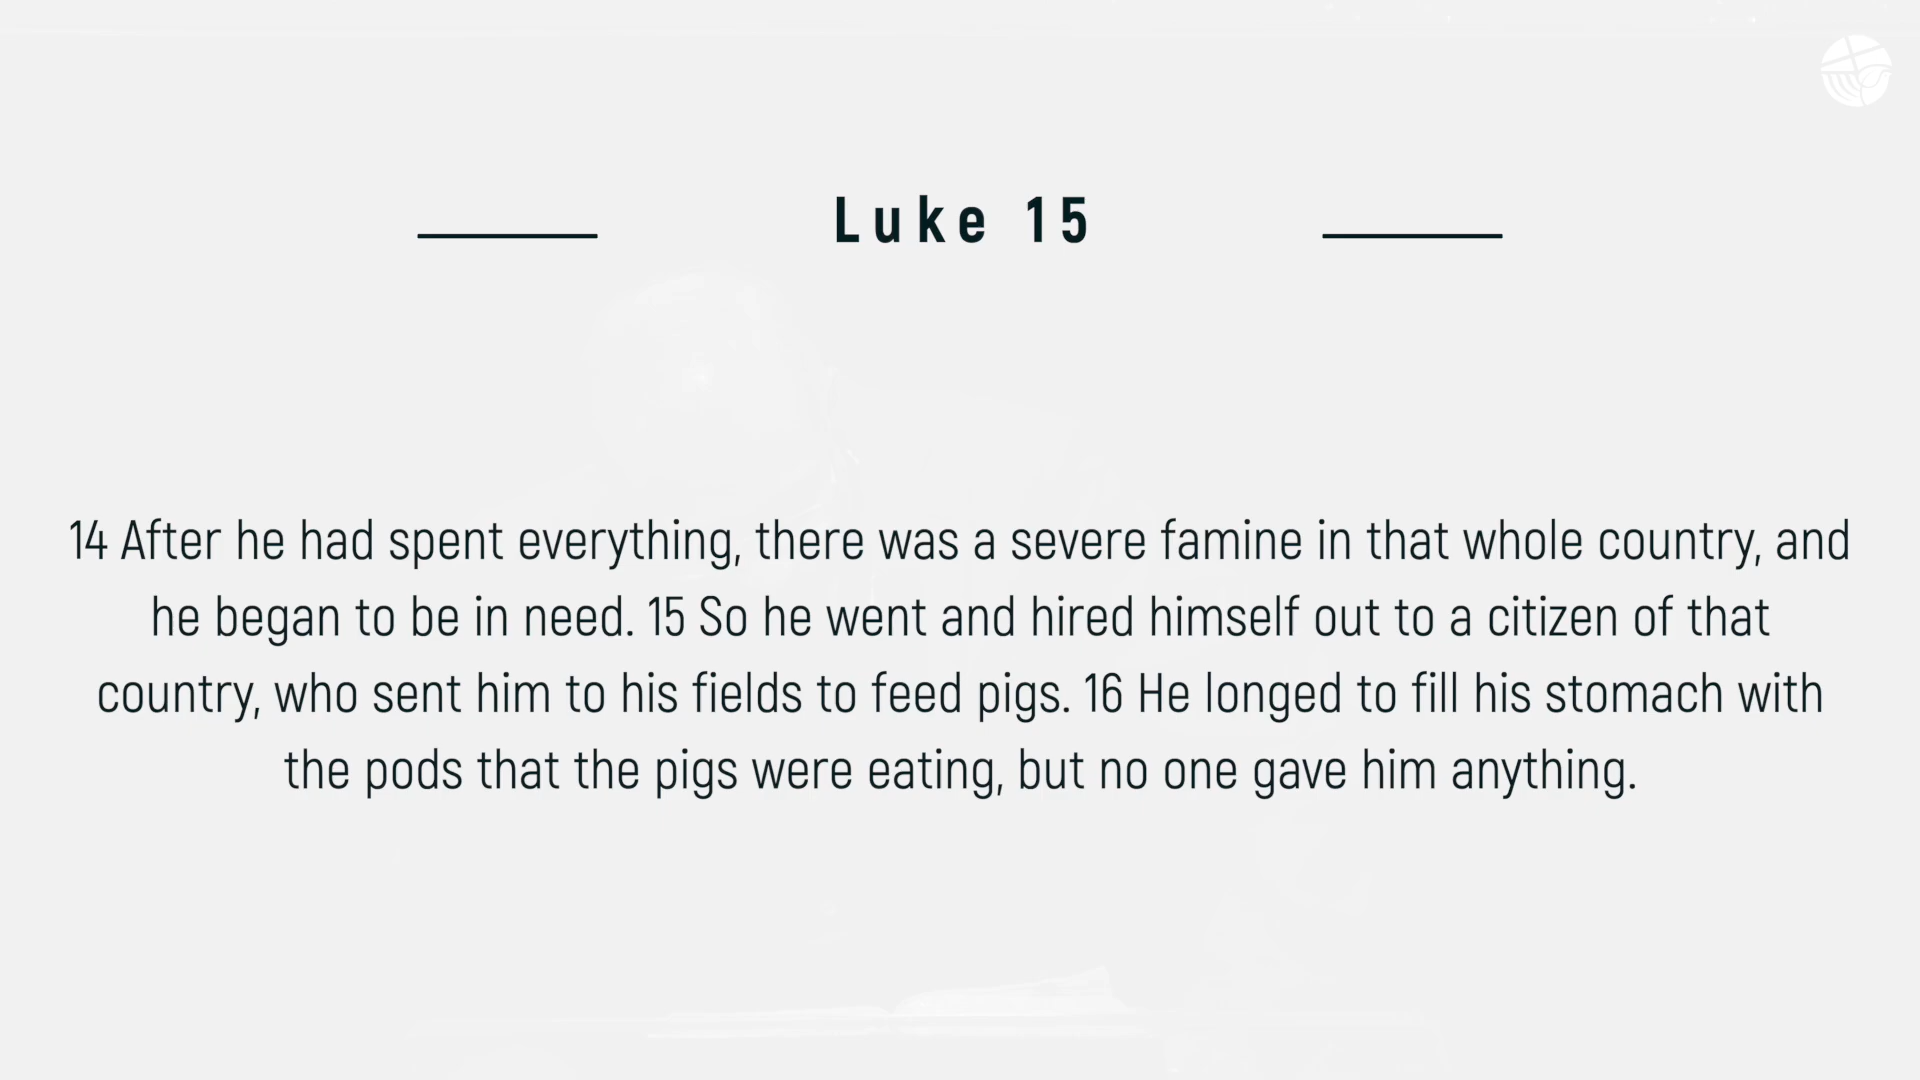 Luke 15
14 After he had spent everything, there was a severe famine in that whole country, and
he began to be in need. 15 So he went and hired himself out to a citizen of that
country, who sent him to his fields to feed pigs. 16 He longed to fill his stomach with
the pods that the pigs were eating, but no one gave him anything.